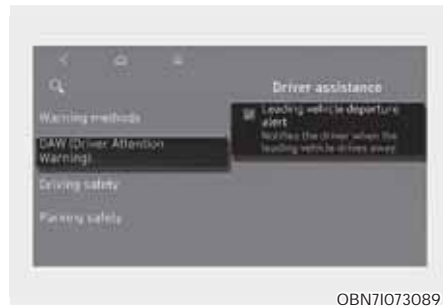 Driver assistance
Warning methods
DAW (Driver Attention
Warning)
Driving safety
Parking safety
Leading vehicle departure
alert
Notifies the driver when the
leading vehicle drives away
OBN7I073089